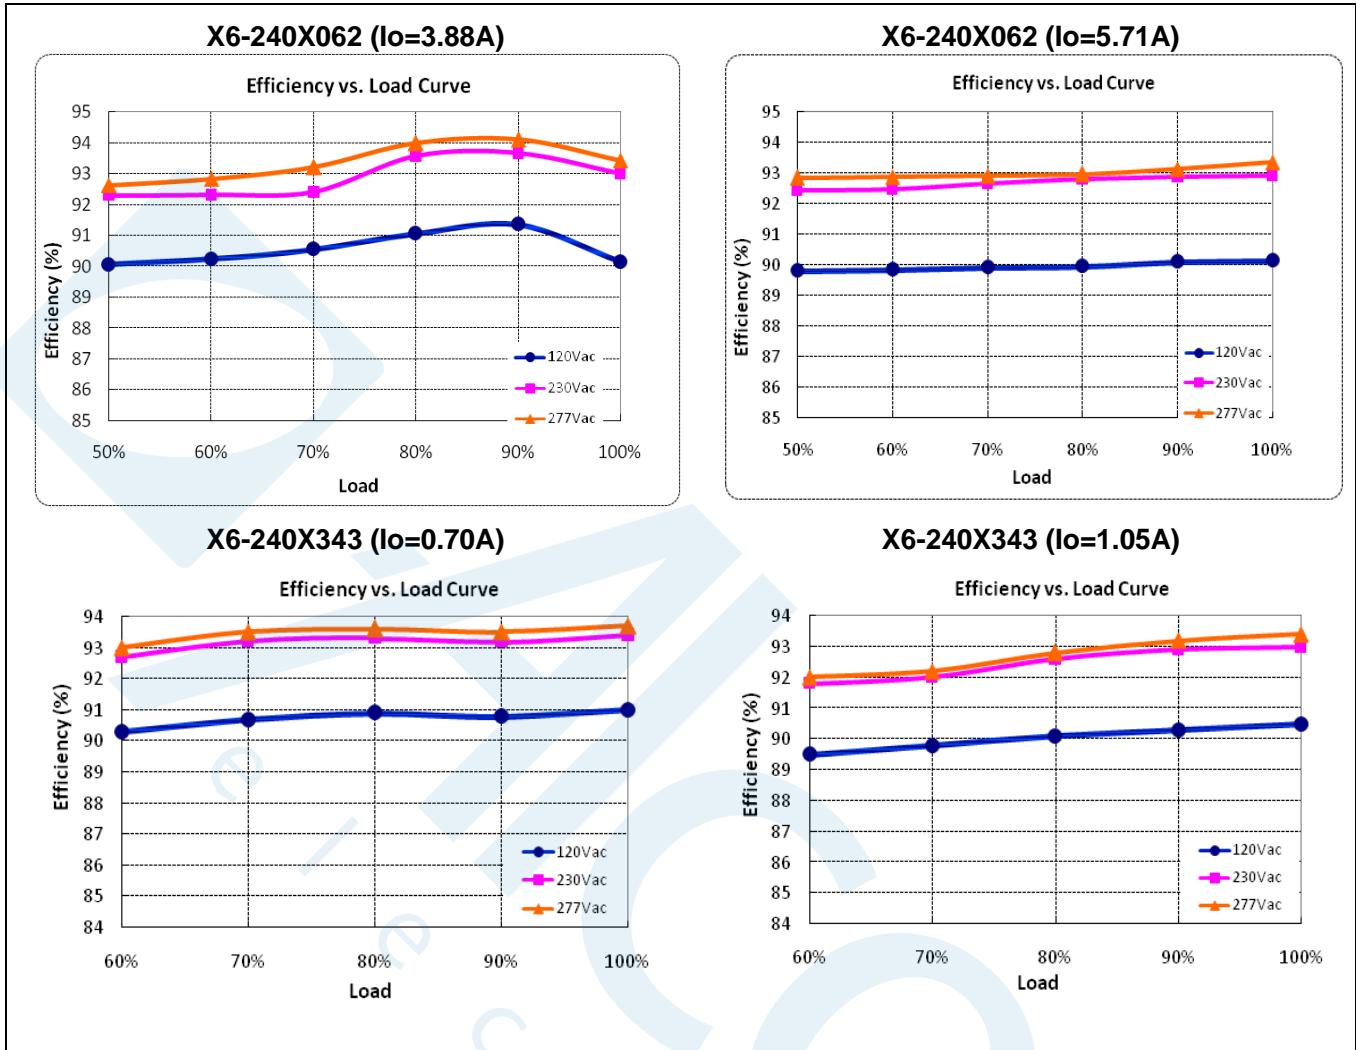 X6-240X062 (Io=3.88A)
Efficiency vs. Load Curve
Efficiency (%)
95
94
93
92
91
90
89
88
87
86
85
120Vac
230Vac
277Vac
50% 60% 70% 80% 90% 100%
Load
X6-240X062 (Io=5.71A)
Efficiency vs. Load Curve
Efficiency (%)
95
94
93
92
91
90
89
88
87
86
85
120Vac
230Vac
277Vac
50% 60% 70% 80% 90% 100%
Load
X6-240X343 (Io=0.70A)
Efficiency vs. Load Curve
Efficiency (%)
94
93
92
91
90
89
88
87
86
85
84
120Vac
230Vac
277Vac
60% 70% 80% 90% 100%
Load
X6-240X343 (Io=1.05A)
Efficiency vs. Load Curve
Efficiency (%)
94
93
92
91
90
89
88
87
86
85
84
120Vac
230Vac
277Vac
60% 70% 80% 90% 100%
Load